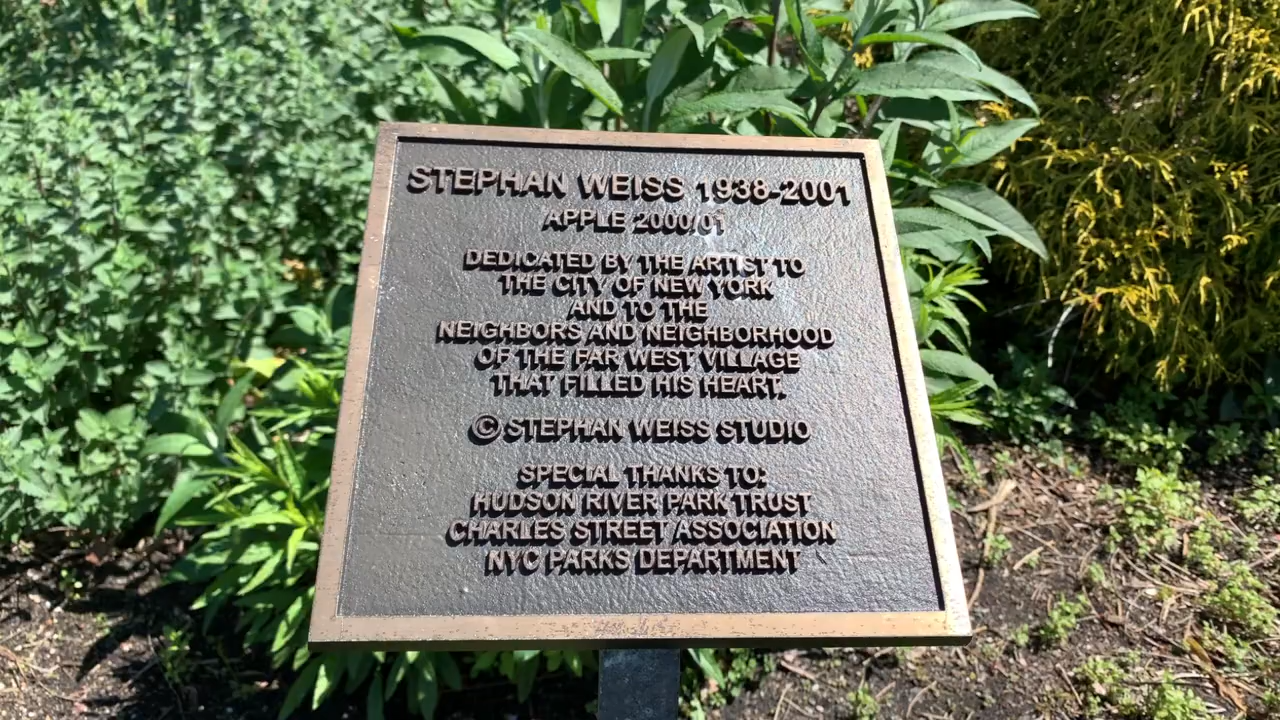 STEPHAN WEISS 1938-2001
APPLE 2000/01
DEDICATED BY THE ARTIST TO
THE CITY OF NEW YORK
AND TO THE
NEIGHBORS AND NEIGHBORHOOD
OF THE FAR WEST VILLAGE
THAT FILLED HIS HEART.
© STEPHAN WEISS STUDIO
SPECIAL THANKS TO:
HUDSON RIVER PARK TRUST
CHARLES STREET ASSOCIATION
NYC PARKS DEPARTMENT